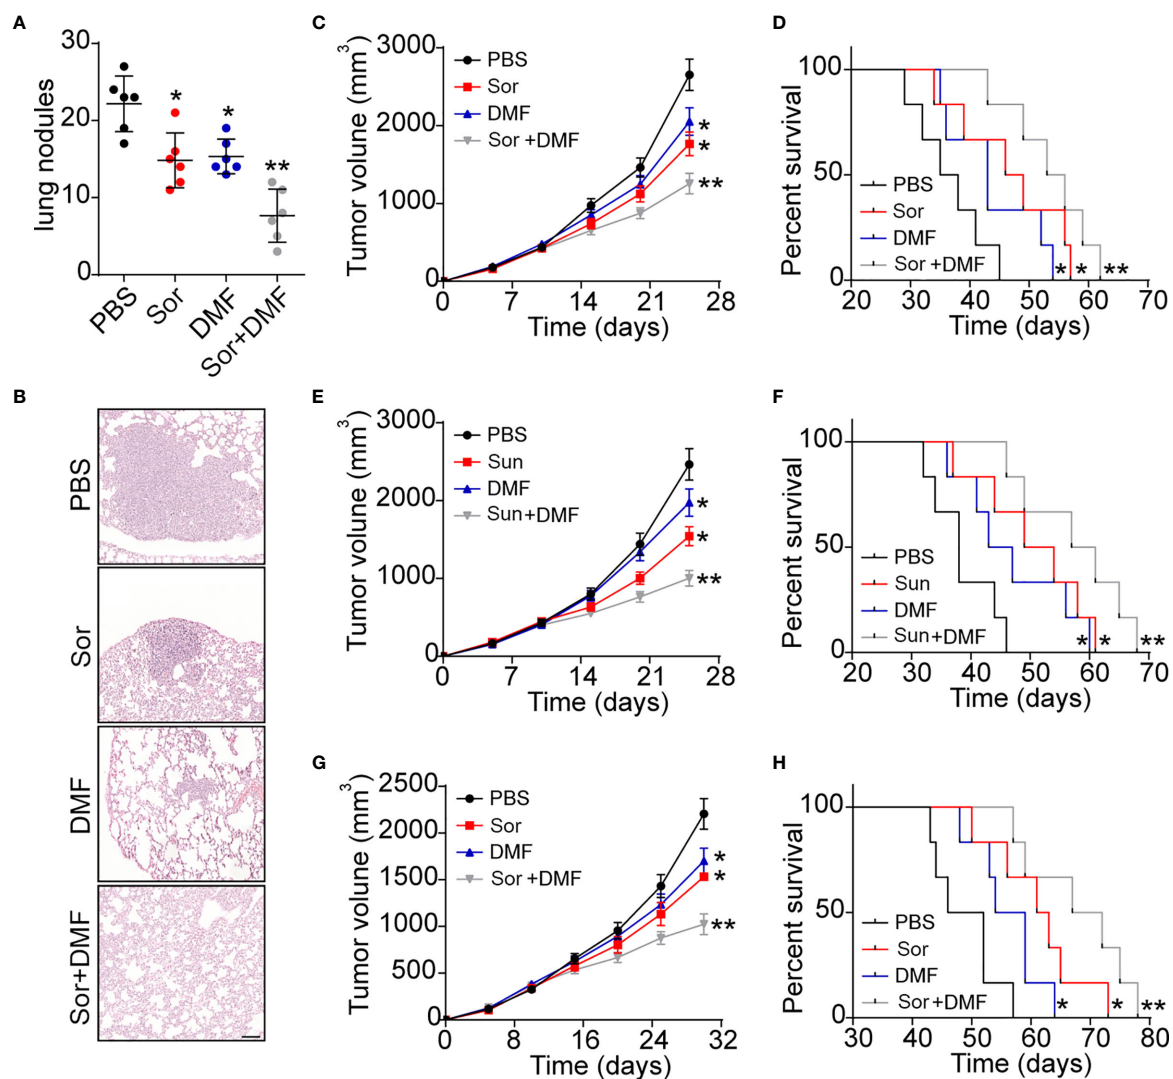 A
lung nodules
30
20
10
0
*
*
**
PBS
Sor
DMF
Sor+DMF
B
PBS
Sor
DMF
Sor+DMF
C
Tumor volume (mm3)
3000
2000
1000
0
PBS
Sor
DMF
Sor +DMF
*
*
**
0 7 14 21 28
Time (days)
D
Percent survival
100
50
0
PBS
Sor
DMF
Sor +DMF
* * **
20 30 40 50 60 70
Time (days)
E
Tumor volume (mm3)
3000
2000
1000
0
PBS
Sun
DMF
Sun+DMF
*
*
**
0 7 14 21 28
Time (days)
F
Percent survival
100
50
0
PBS
Sun
DMF
Sun+DMF
* * **
20 30 40 50 60 70
Time (days)
G
Tumor volune (mm3)
2500
2000
1500
1000
500
0
PBS
Sor
DMF
Sor +DMF
*
*
**
0 8 16 24 32
Time (days)
H
Percent survival
100
50
0
PBS
Sor
DMF
Sor +DMF
* * **
30 40 50 60 70 80
Time (days)